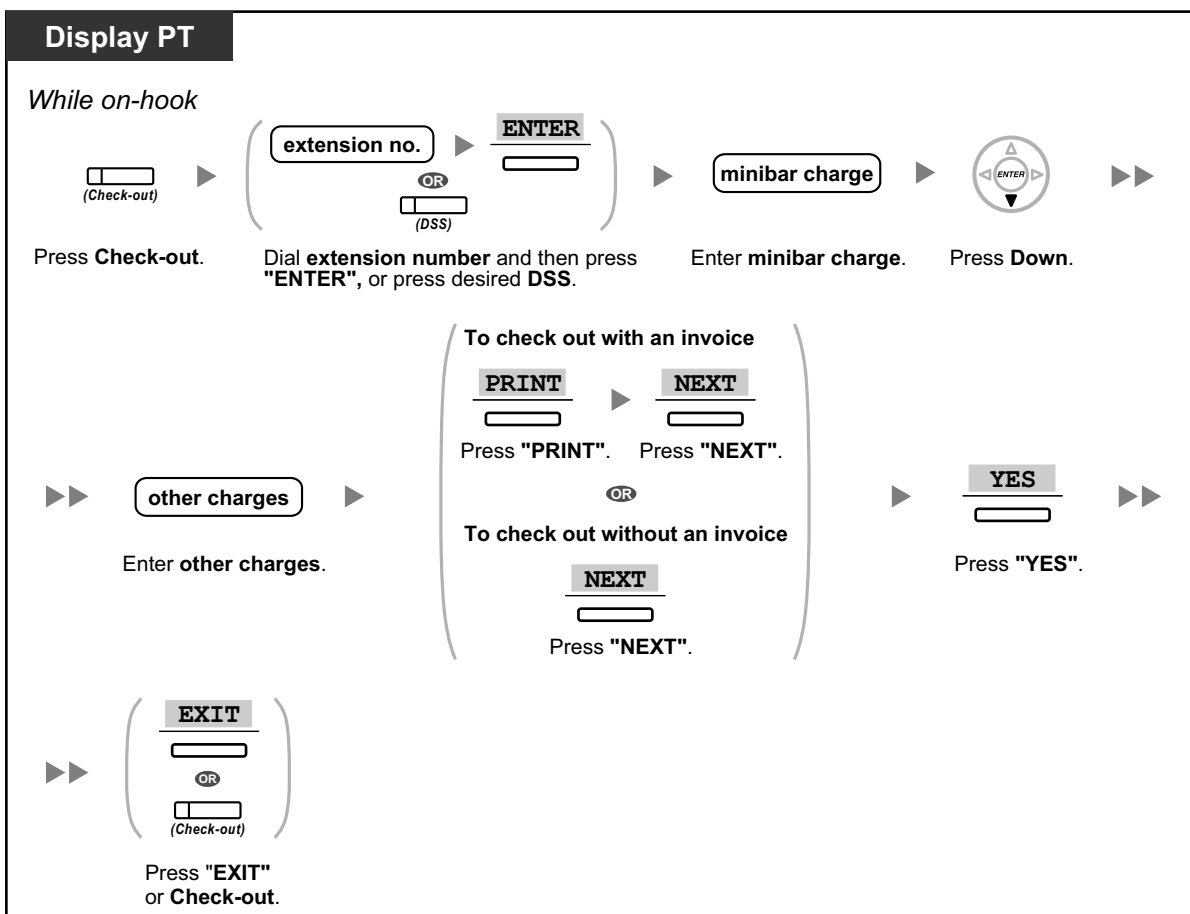 Display PT
While on-hook
(Check-out)
extension no.
ENTER
OR
(DSS)
minibar charge
ENTER
Press Check-out.
Dial extension number and then press
"ENTER", or press desired DSS.
Enter minibar charge.
Press Down.
other charges
Enter other charges.
To check out with an invoice
PRINT
NEXT
Press "PRINT".
Press "NEXT".
OR
To check out without an invoice
NEXT
Press "NEXT".
YES
Press "YES".
EXIT
OR
(Check-out)
Press "EXIT"
or Check-out.